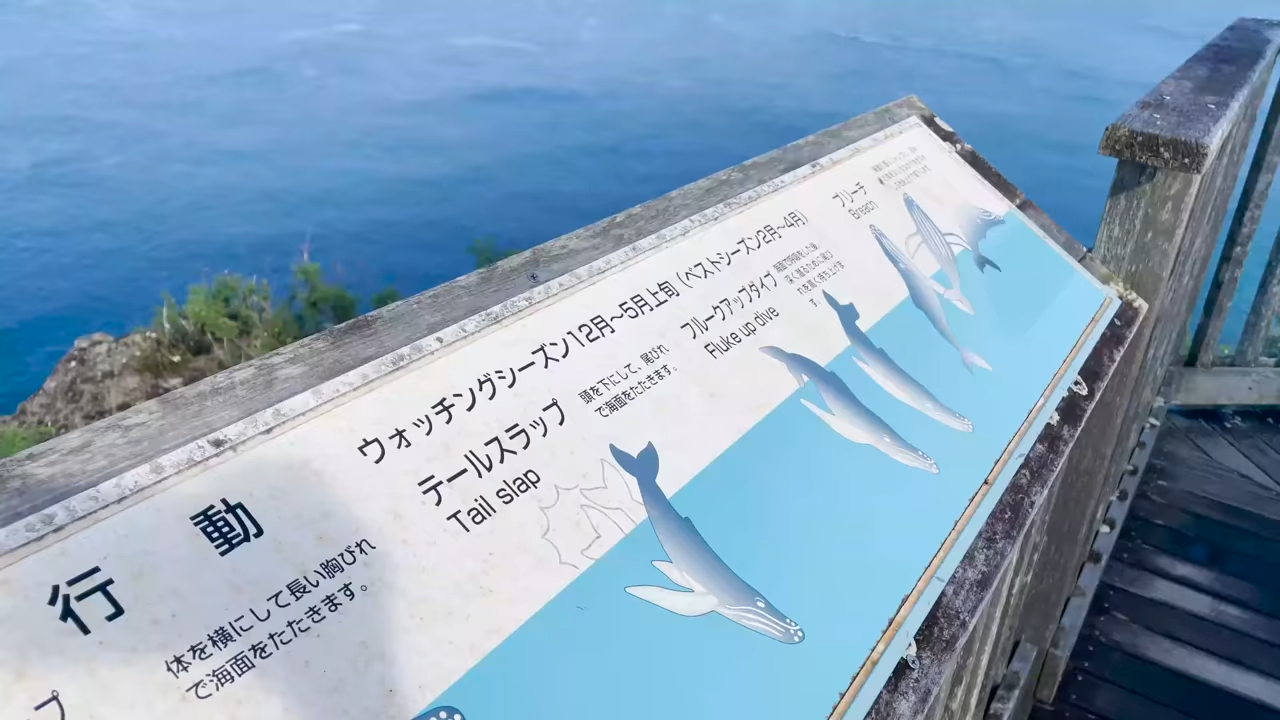 行動
ウォッチングシーズン12月～5月上旬（ベストシーズン2月～4月）
プ
体を横にして長い胸びれ
で海面をたたきます。
テールスラップ
Tail slap
頭を下にして、尾びれ
で海面をたたきます。
フルークアップダイブ
Fluke up dive
ブリーチ
Breach